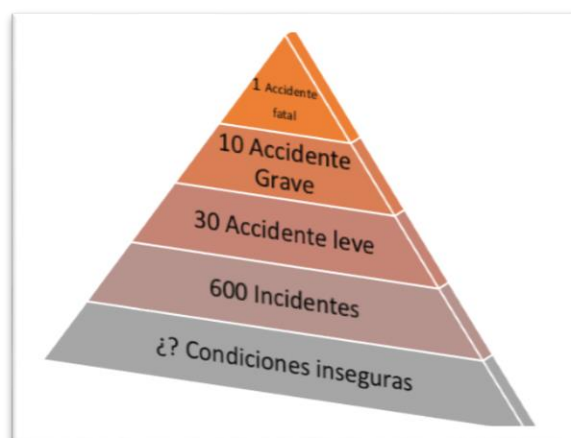 1 Accidente
fatal
10 Accidente
Grave
30 Accidente leve
600 Incidentes
¿? Condiciones inseguras